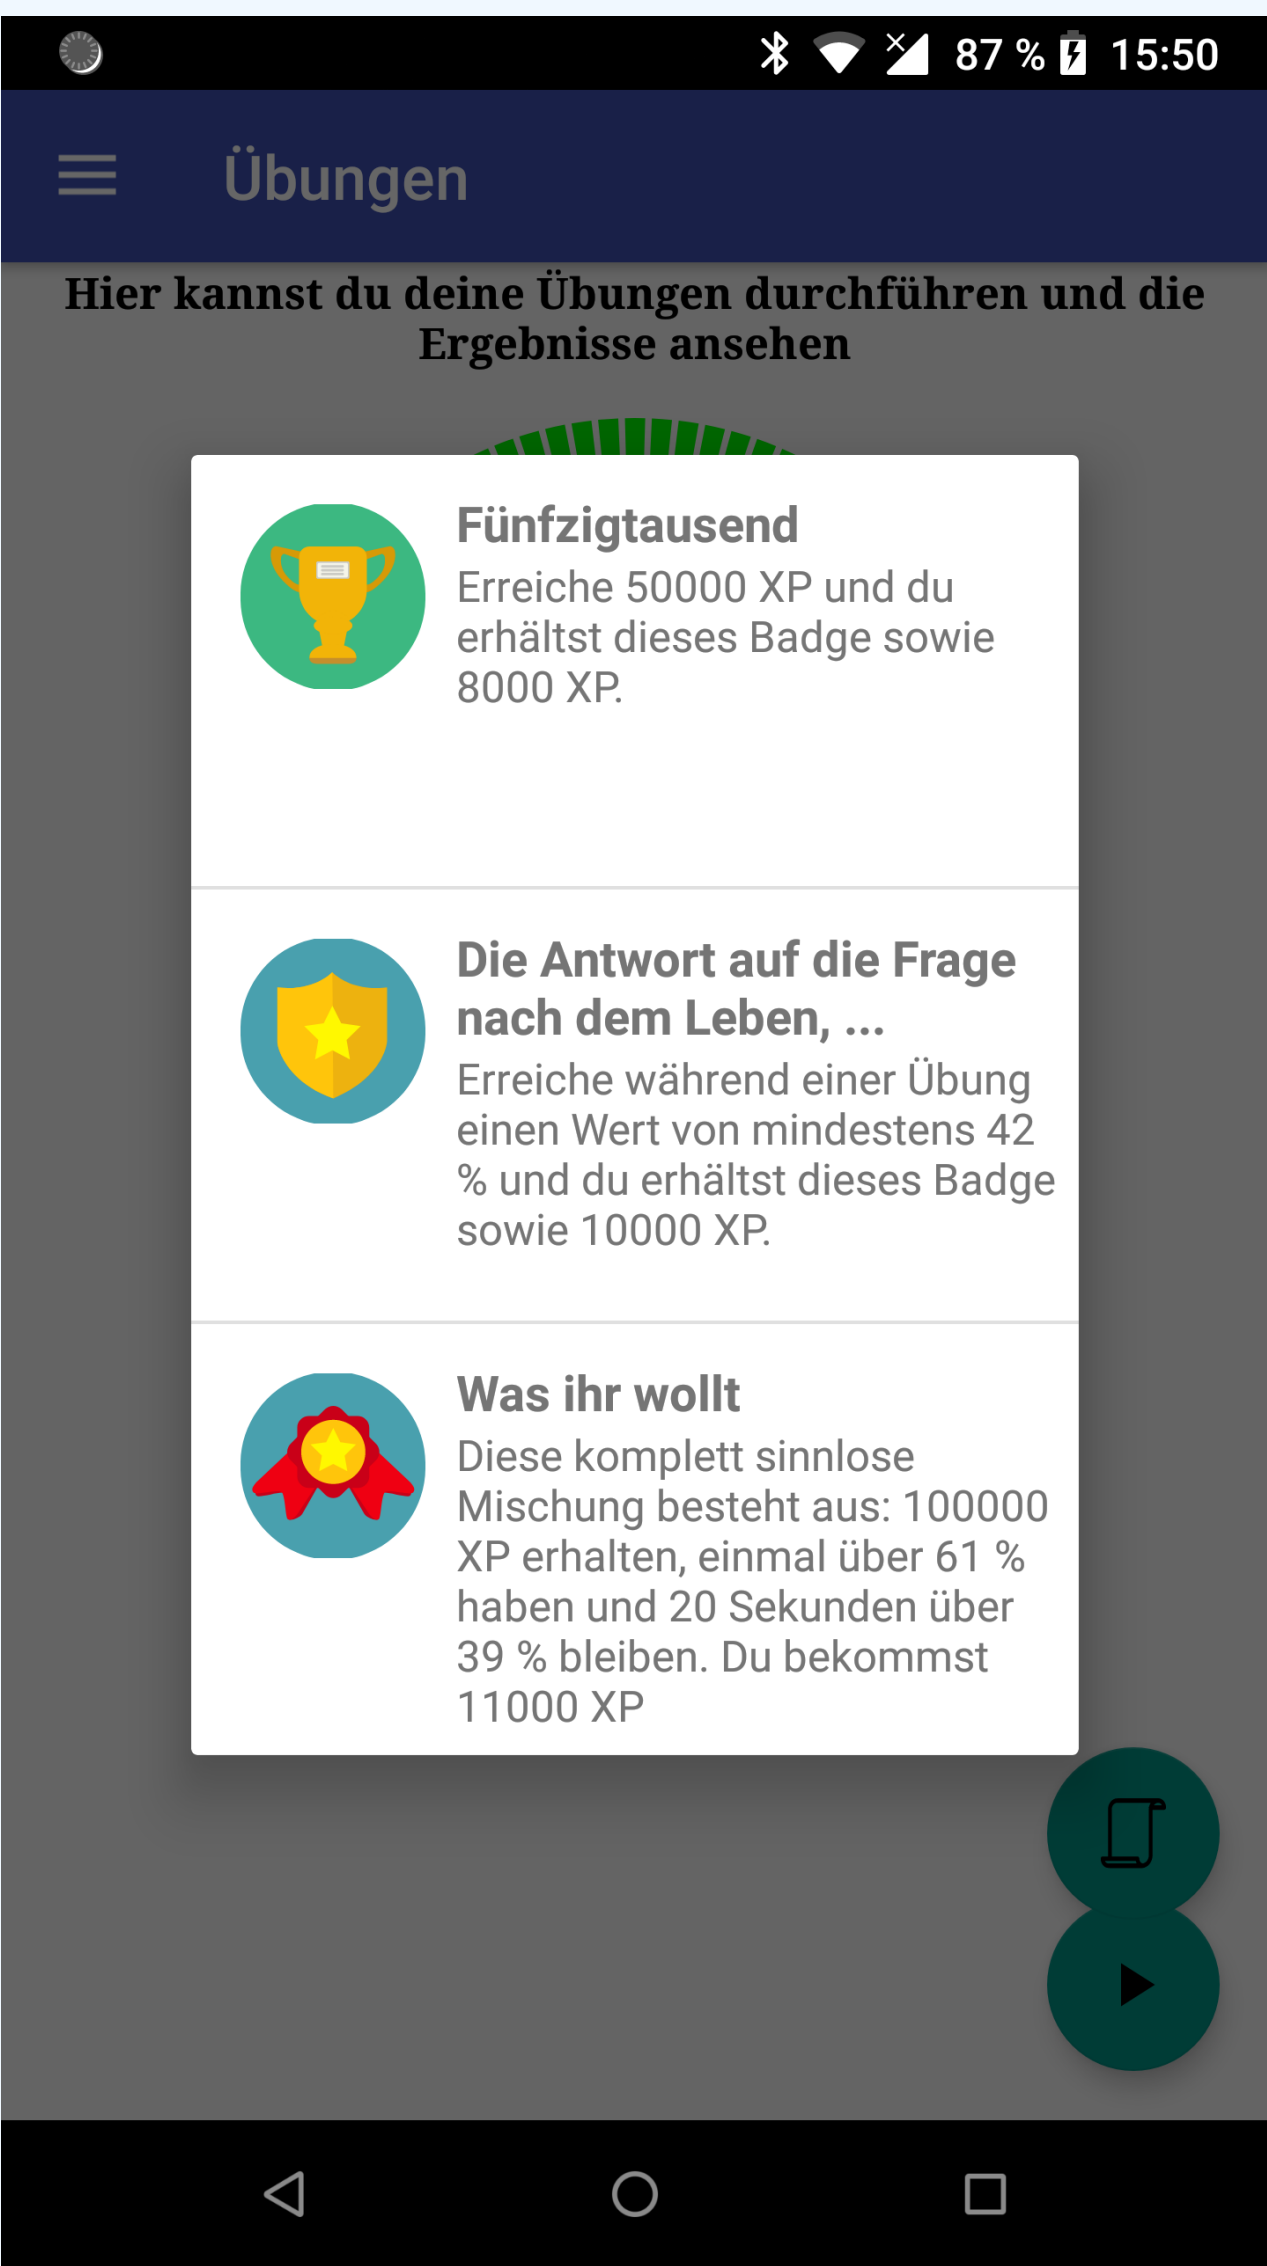 87 % 15:50
Übungen
Hier kannst du deine Übungen durchführen und die
Ergebnisse ansehen
Fünfzigtausend
Erreiche 50000 XP und du
erhältst dieses Badge sowie
8000 XP.
Die Antwort auf die Frage
nach dem Leben, ...
Erreiche während einer Übung
einen Wert von mindestens 42
% und du erhältst dieses Badge
sowie 10000 XP.
Was ihr wollt
Diese komplett sinnlose
Mischung besteht aus: 100000
XP erhalten, einmal über 61 %
haben und 20 Sekunden über
39 % bleiben. Du bekommst
11000 XP